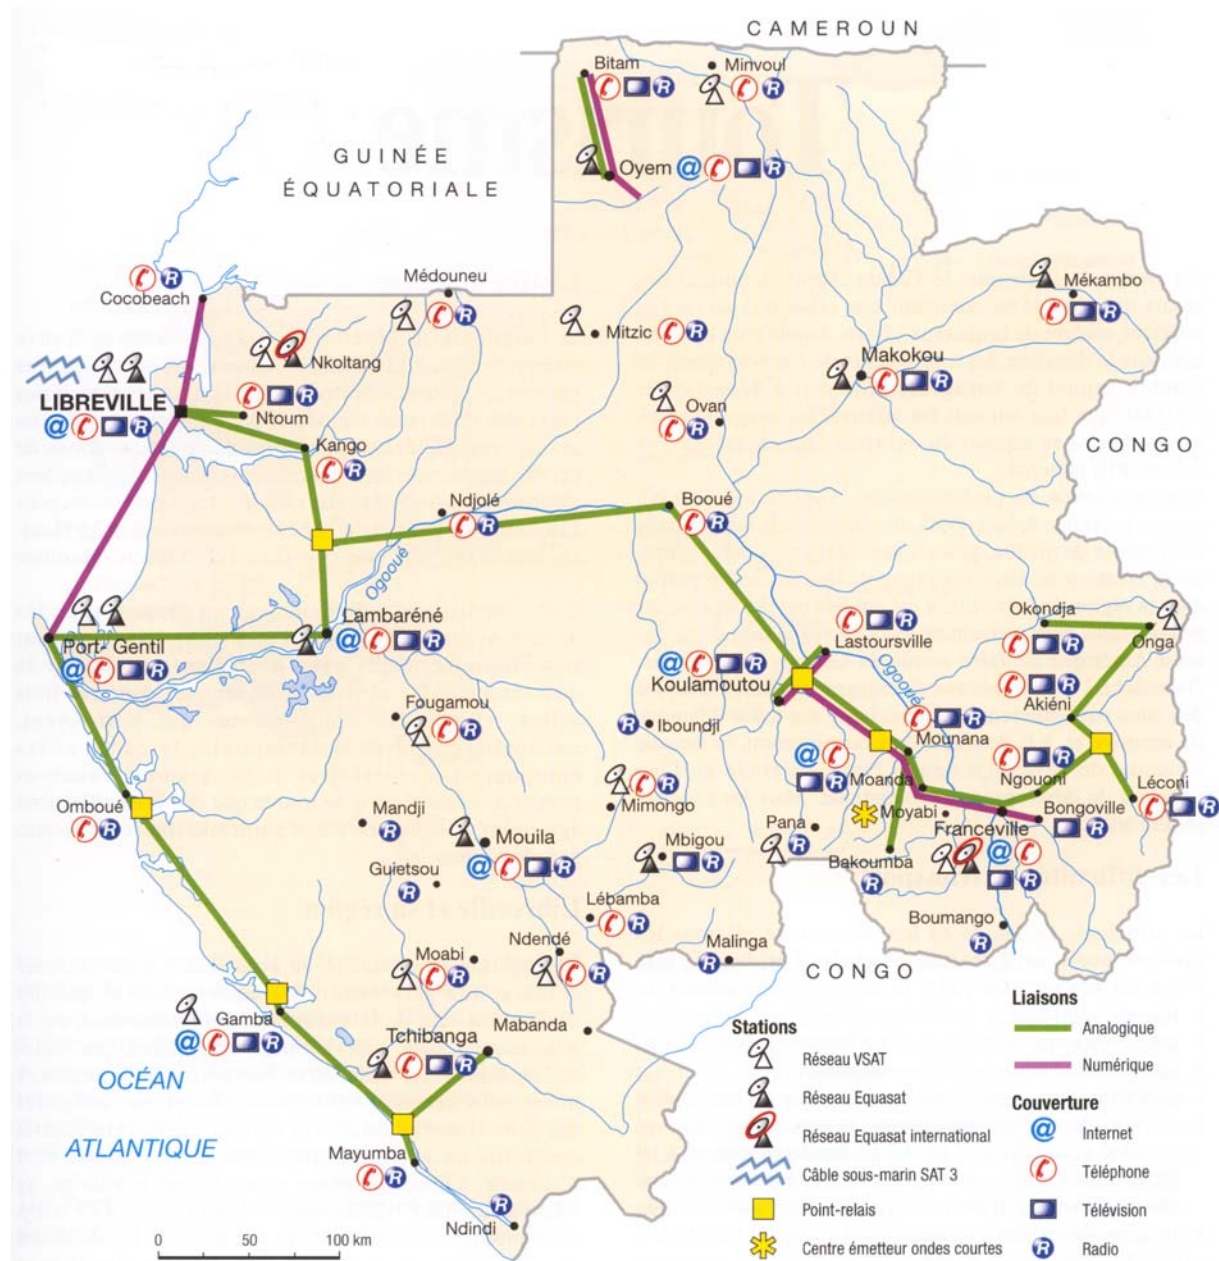 CAMEROUN
Bitam
Minvoul
GUINÉE
ÉQUATORIALE
Oyem
Médouneu
Cocobeach
Mékambo
Mitzic
Nkoltang
Makokou
LIBREVILLE
Ntoum
Ovan
Kango
CONGO
Ndjolé
Booué
Ogooué
Lambaréné
Okondja
Onga
Port-Gentil
Lastoursville
Ogooué
Koulamoutou
Akiéni
Fougamou
Iboundji
Mounana
Ngouoni
Moanda
Léconi
Omboué
Mandji
Mimongo
Moyabi
Bongoville
Pana
Franceville
Mouila
Mbigou
Guietsou
Bakoumba
Lébamba
Boumango
Ndendé
Moabi
Malinga
CONGO
Gamba
Mabanda
Tchibanga
OCÉAN
ATLANTIQUE
Mayumba
Ndindi
0 50 100 km
Stations
Réseau VSAT
Réseau Equasat
Réseau Equasat international
Câble sous-marin SAT 3
Point-relais
Centre émetteur ondes courtes
Liaisons
Analogique
Numérique
Couverture
@ Internet
Téléphone
Télévision
R Radio